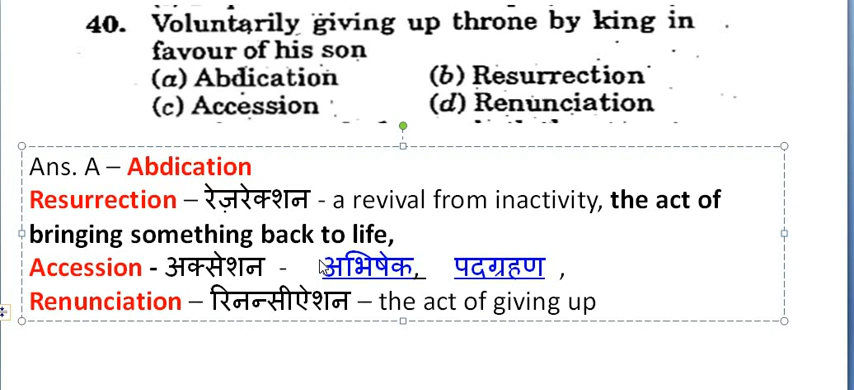 40. Voluntarily giving up throne by king in
favour of his son
(a) Abdication (b) Resurrection
(c) Accession (d) Renunciation
Ans. A – Abdication
Resurrection – रेज़रेक्शन - a revival from inactivity, the act of
bringing something back to life,
Accession - अक्सेशन - अभिषेक, पदग्रहण ,
Renunciation – रिनन्सीऐशन – the act of giving up